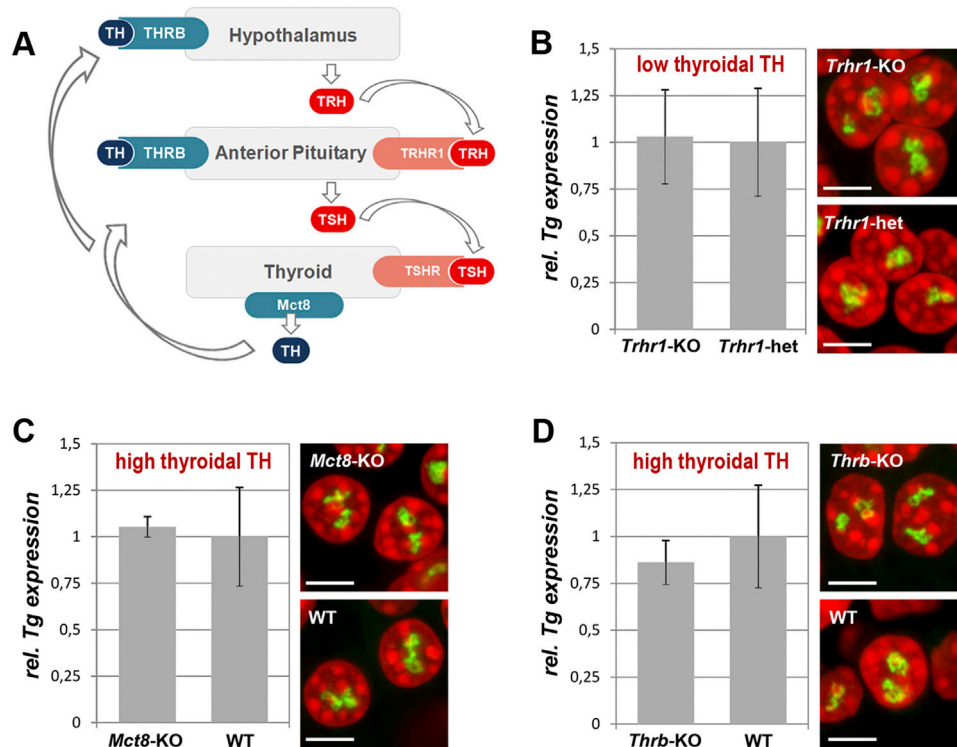 A
TH THRB Hypothalamus
TRH
TH THRB Anterior Pituitary TRHR1 TRH
TSH
Thyroid TSHR TSH
Mct8
TH
B
rel. Tg expression
1,5
1,25
1
0,75
0,5
0,25
0
low thyroidal TH
Trhr1-KO Trhr1-het
Trhr1-KO
Trhr1-het
C
rel. Tg expression
1,5
1,25
1
0,75
0,5
0,25
0
high thyroidal TH
Mct8-KO WT
Mct8-KO
WT
D
rel. Tg expression
1,5
1,25
1
0,75
0,5
0,25
0
high thyroidal TH
Thrb-KO WT
Thrb-KO
WT